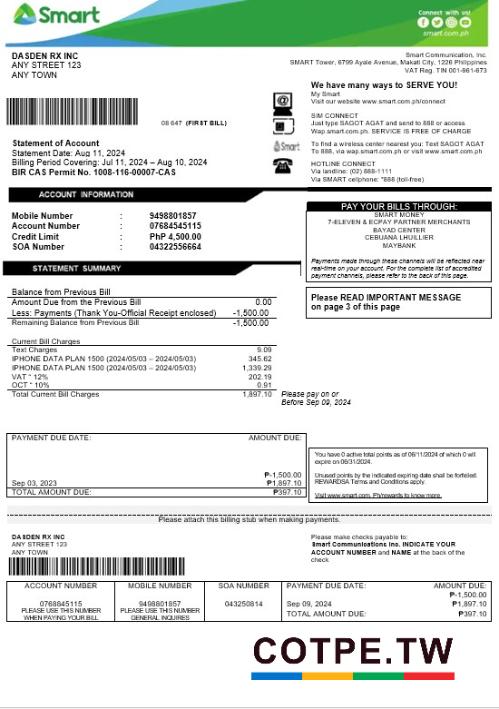 Smart
Connect with us!
smart.com.ph
DASDEN RX INC
ANY STREET 123
ANY TOWN
Smart Communication, Inc.
SMART Tower, 6799 Ayale Avenue, Makati City, 1226 Philippines
VAT Reg. TIN 001-961-873
We have many ways to SERVE YOU!
My Smart
Visit our website www.smart.com.ph/connect
08 647 (FIRST BILL)
SIM CONNECT
Just type SAGOT AGAT and send to 888 or access
Wap.smart.com.ph. SERVICE IS FREE OF CHARGE
Smart
To find a wireless center nearest you: Text SAGOT AGAT
To 888, via wap.smart.com.ph or visit www.smart.com.ph
HOTLINE CONNECT
Via landline: (02) 888-1111
Via SMART cellphone: *888 (toll-free)
Statement of Account
Statement Date: Aug 11, 2024
Billing Period Covering: Jul 11, 2024 – Aug 10, 2024
BIR CAS Permit No. 1008-116-00007-CAS
ACCOUNT INFORMATION
Mobile Number : 9498801857
Account Number : 07684545115
Credit Limit : PhP 4,500.00
SOA Number : 04322556664
PAY YOUR BILLS THROUGH:
SMART MONEY
7-ELEVEN & ECPAY PARTNER MERCHANTS
BAYAD CENTER
CEBUANA LHUILLIER
MAYBANK
Payments made through these channels will be reflected near
real-time on your account. For the complete list of accredited
payment channels, please refer to the back of this page.
STATEMENT SUMMARY
Please READ IMPORTANT MESSAGE
on page 3 of this page
Balance from Previous Bill
Amount Due from the Previous Bill 0.00
Less: Payments (Thank You-Official Receipt enclosed) -1,500.00
Remaining Balance from Previous Bill -1,500.00
Current Bill Charges
Text Charges 9.09
IPHONE DATA PLAN 1500 (2024/05/03 – 2024/05/03) 345.62
IPHONE DATA PLAN 1500 (2024/05/03 – 2024/05/03) 1,339.29
VAT * 12% 202.19
OCT * 10% 0.91
Total Current Bill Charges 1,897.10
Please pay on or
Before Sep 09, 2024
PAYMENT DUE DATE: AMOUNT DUE:
₱-1,500.00
Sep 03, 2023 ₱1,897.10
TOTAL AMOUNT DUE: ₱397.10
You have 0 active total points as of 06/11/2024 of which 0 will
expire on 06/31/2024.
Unused points by the indicated expiring date shall be forfeited.
REWARDSA Terms and Conditions apply.
Visit www.smart.com. Ph/rewards to know more.
Please attach this billing stub when making payments.
DASDEN RX INC
ANY STREET 123
ANY TOWN
Please make checks payable to:
Smart Communications Inc. INDICATE YOUR
ACCOUNT NUMBER and NAME at the back of the
check
ACCOUNT NUMBER MOBILE NUMBER SOA NUMBER PAYMENT DUE DATE: AMOUNT DUE:
₱-1,500.00
0768845115 9498801857 043250814 Sep 09, 2024 ₱1,897.10
PLEASE USE THIS NUMBER PLEASE USE THIS NUMBER TOTAL AMOUNT DUE: ₱397.10
WHEN PAYING YOUR BILL GENERAL INQUIRES
COTPE.TW